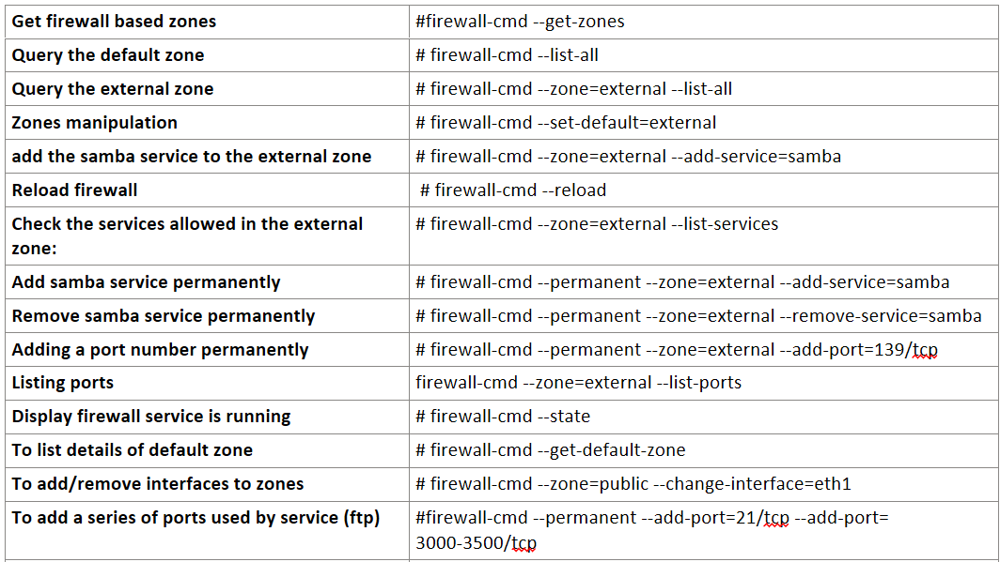 Get firewall based zones
#firewall-cmd --get-zones
Query the default zone
# firewall-cmd --list-all
Query the external zone
# firewall-cmd --zone=external --list-all
Zones manipulation
# firewall-cmd --set-default=external
add the samba service to the external zone
# firewall-cmd --zone=external --add-service=samba
Reload firewall
# firewall-cmd --reload
Check the services allowed in the external
zone:
# firewall-cmd --zone=external --list-services
Add samba service permanently
# firewall-cmd --permanent --zone=external --add-service=samba
Remove samba service permanently
# firewall-cmd --permanent --zone=external --remove-service=samba
Adding a port number permanently
# firewall-cmd --permanent --zone=external --add-port=139/tcp
Listing ports
firewall-cmd --zone=external --list-ports
Display firewall service is running
# firewall-cmd --state
To list details of default zone
# firewall-cmd --get-default-zone
To add/remove interfaces to zones
# firewall-cmd --zone=public --change-interface=eth1
To add a series of ports used by service (ftp)
#firewall-cmd --permanent --add-port=21/tcp --add-port=
3000-3500/tcp